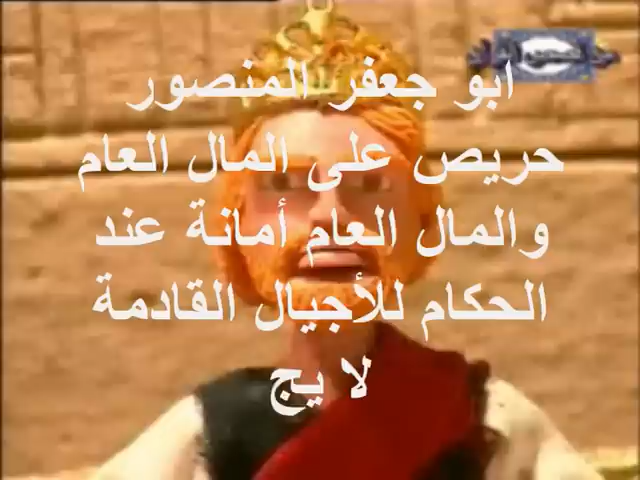 ابو جعفر المنصور
حريص على المال العام
والمال العام أمانة عند
الحكام للأجيال القادمة
لا يج